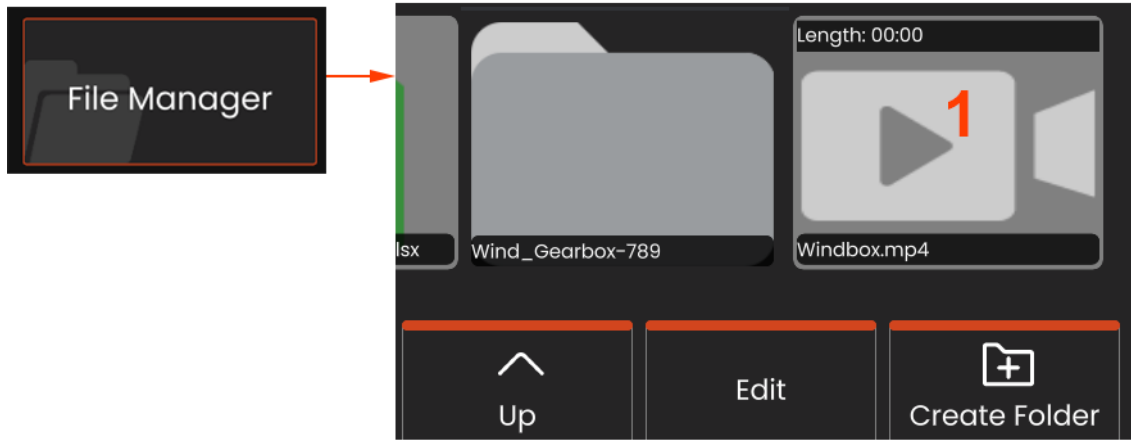 File Manager
Length: 00:00
1
lsx
Wind_Gearbox-789
Windbox.mp4
Up
Edit
Create Folder